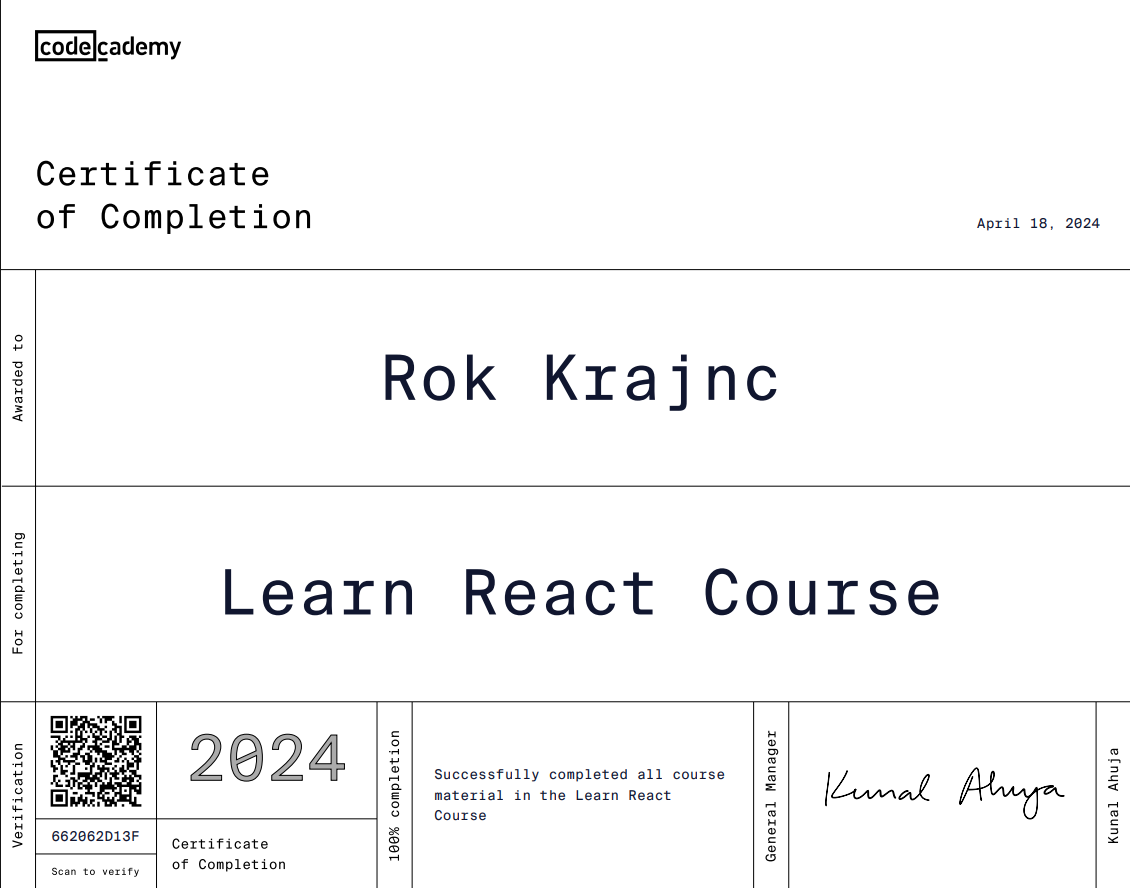 codecademy
Certificate
of Completion
April 18, 2024
Awarded to
Rok Krajnc
For completing
Learn React Course
Verification
662062D13F
Scan to verify
2024
Certificate
of Completion
100% completion
Successfully completed all course
material in the Learn React
Course
General Manager
Kunal Ahuja
Kunal Ahuja